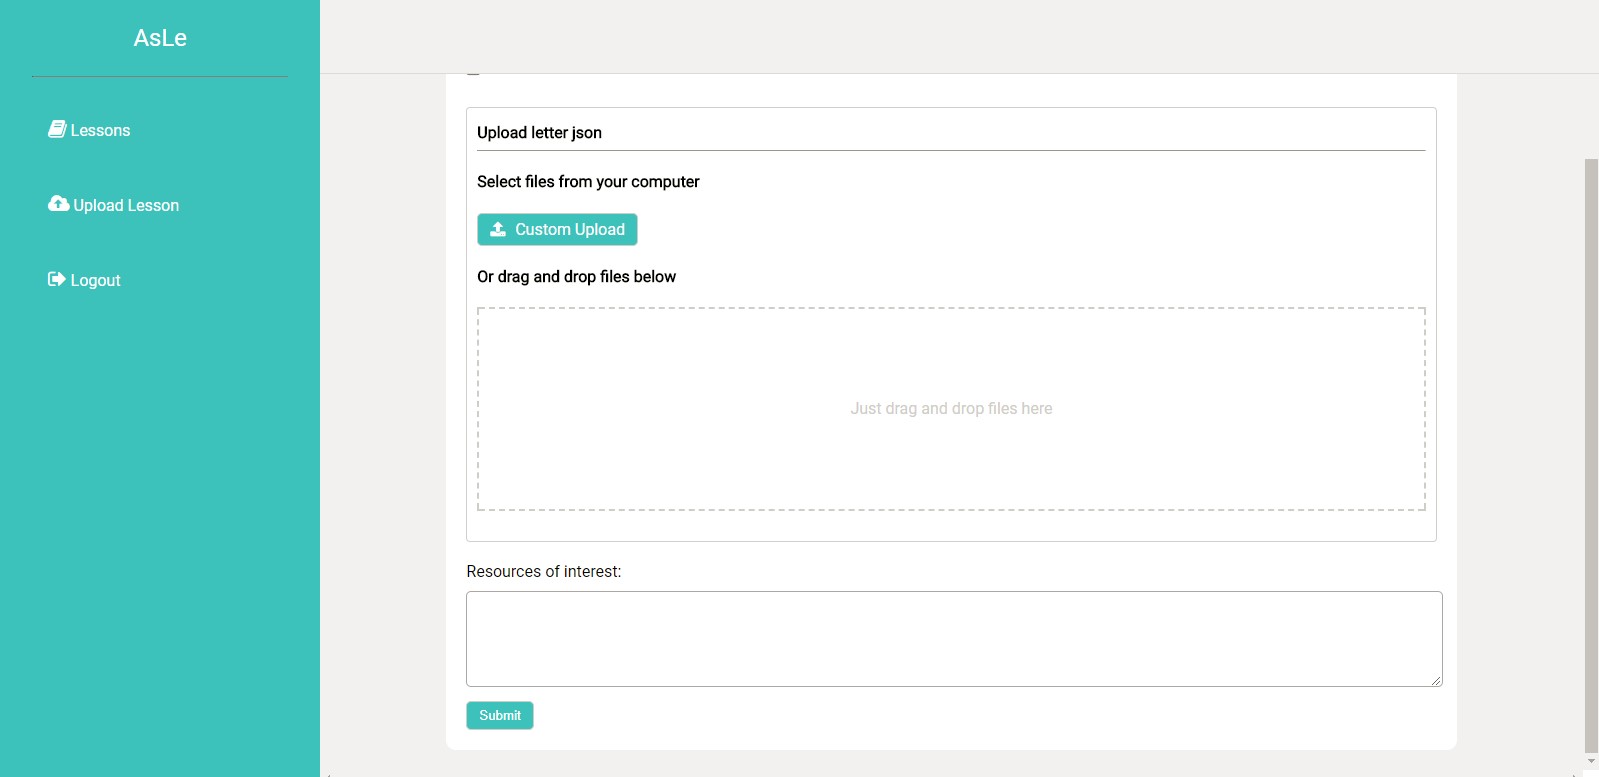 AsLe
Lessons
Upload Lesson
Logout
Upload letter json
Select files from your computer
Custom Upload
Or drag and drop files below
Just drag and drop files here
Resources of interest:
Submit